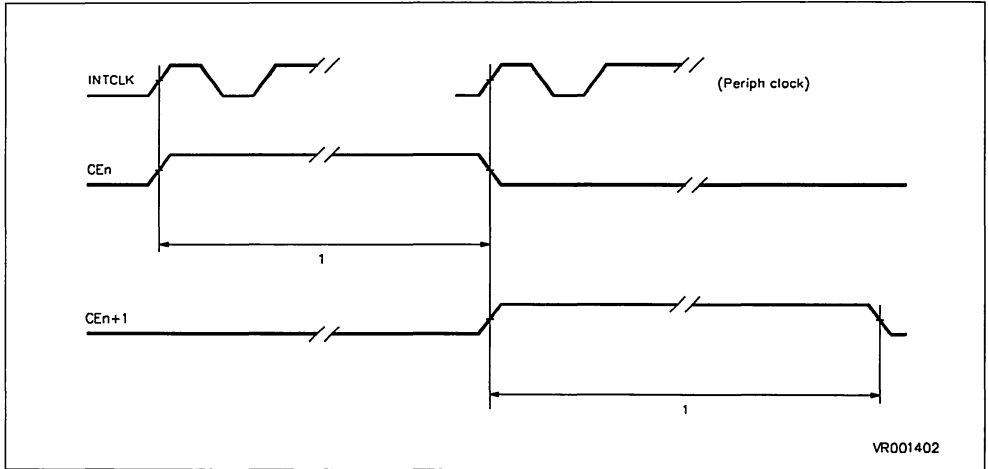 INTCLK
(Periph clock)
CEn
1
CEn+1
1
VR001402